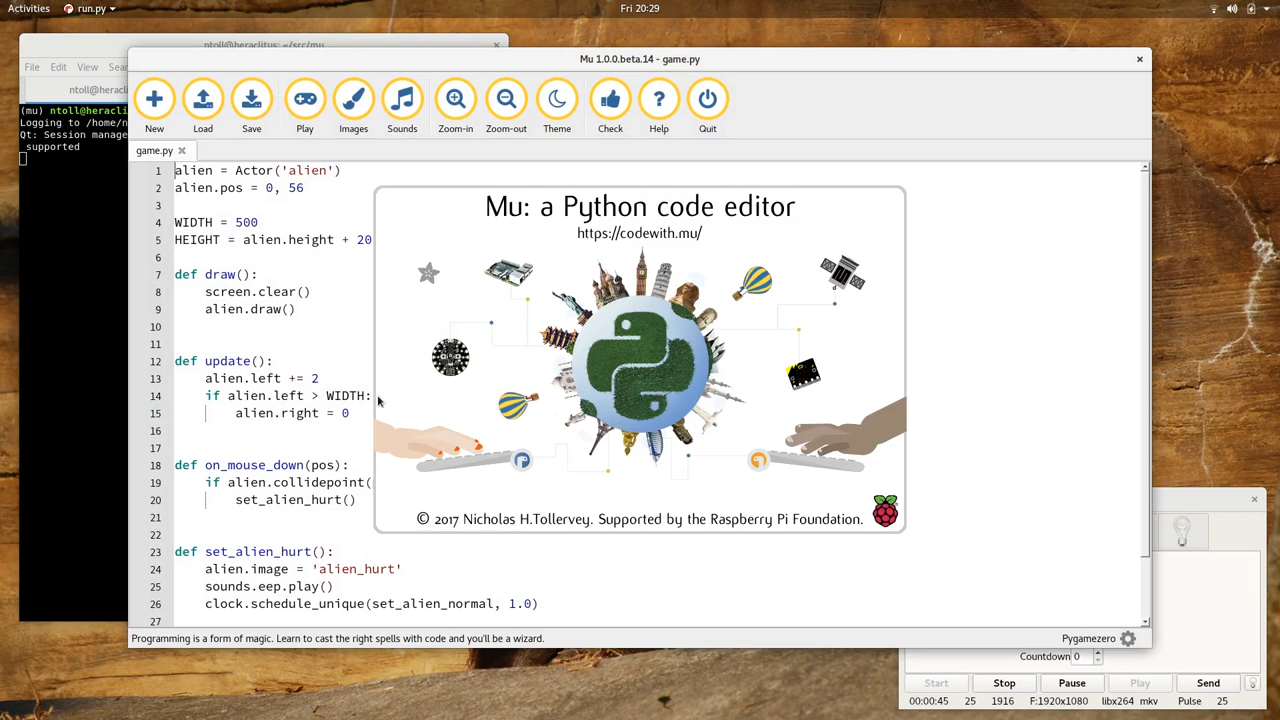 Activities
run.py
Fri 20:29
ntoll@heraclitus: ~/src/mu
File Edit View
ntoll@hera
(mu) ntoll@heracli
Logging to /home/n
Qt: Session manage
supported
Mu 1.0.0.beta.14 - game.py
New Load Save Play Images Sounds Zoom-in Zoom-out Theme Check Help Quit
game.py
1 alien = Actor('alien')
2 alien.pos = 0, 56
3
4 WIDTH = 500
5 HEIGHT = alien.height + 20
6
7 def draw():
8 screen.clear()
9 alien.draw()
10
11
12 def update():
13 alien.left += 2
14 if alien.left > WIDTH:
15 alien.right = 0
16
17
18 def on_mouse_down(pos):
19 if alien.collidepoint(
20 set_alien_hurt()
21
22
23 def set_alien_hurt():
24 alien.image = 'alien_hurt'
25 sounds.eep.play()
26 clock.schedule_unique(set_alien_normal, 1.0)
27
Mu: a Python code editor
https://codewith.mu/
© 2017 Nicholas H.Tollervey. Supported by the Raspberry Pi Foundation.
Programming is a form of magic. Learn to cast the right spells with code and you'll be a wizard.
Pygamezero
Countdown 0
Start Stop Pause Play Send
00:00:45 25 1916 F:1920x1080 libx264 mkv Pulse 25